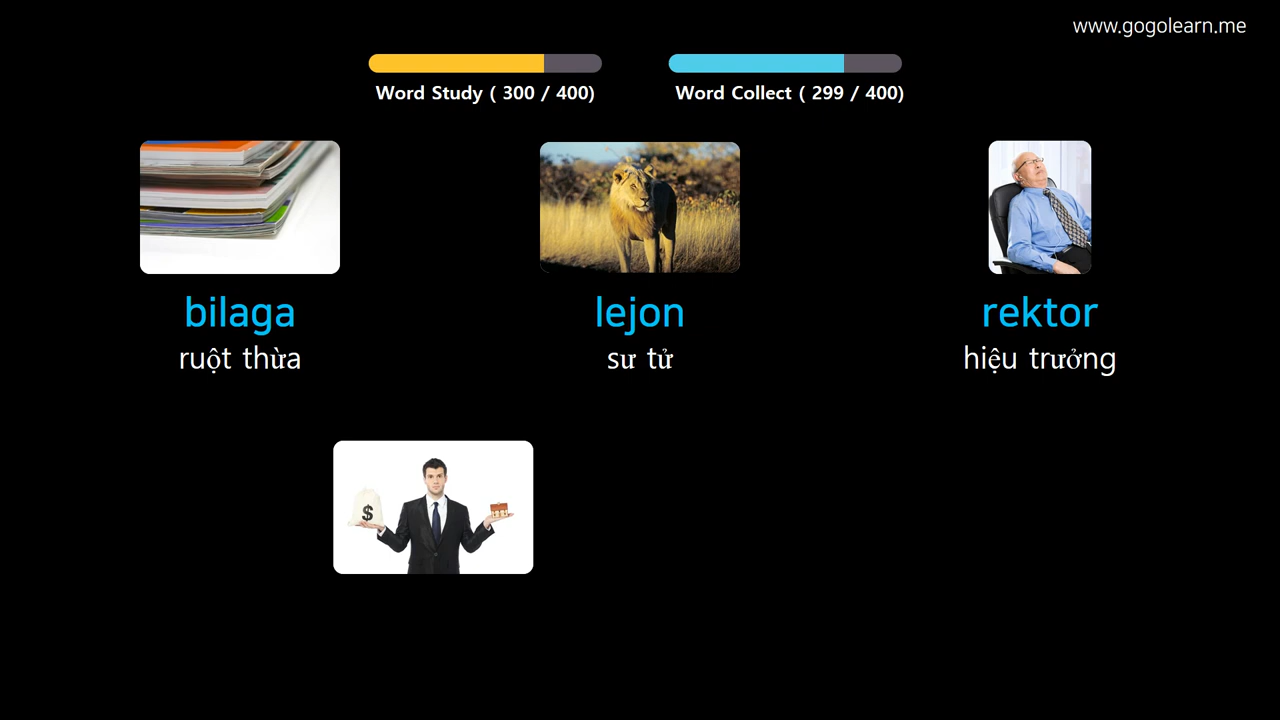 www.gogolearn.me
Word Study ( 300 / 400)
Word Collect ( 299 / 400)
bilaga
ruột thừa
lejon
sư tử
rektor
hiệu trưởng
$